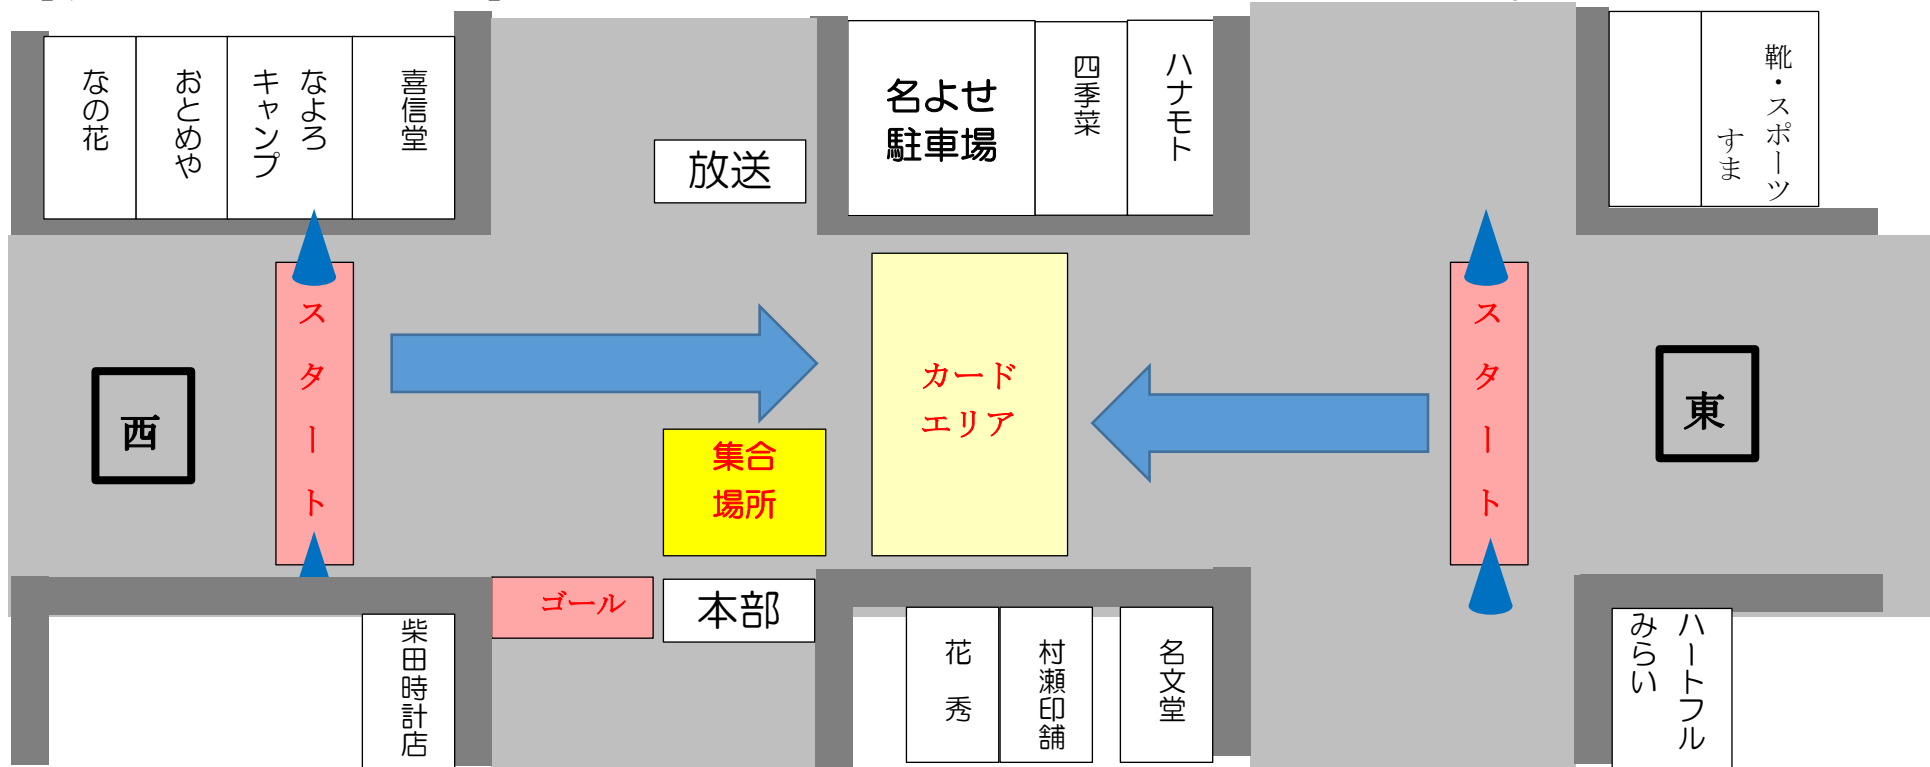 なの花
おとめや
なよろ
キャンプ
喜信堂
放送
名よせ
駐車場
四季菜
ハナモト
靴・スポーツ
すま
スタート
西
集合
場所
カード
エリア
スタート
東
ゴール
本部
柴田時計店
花 秀
村瀬印舗
名文堂
ハートフル
みらい